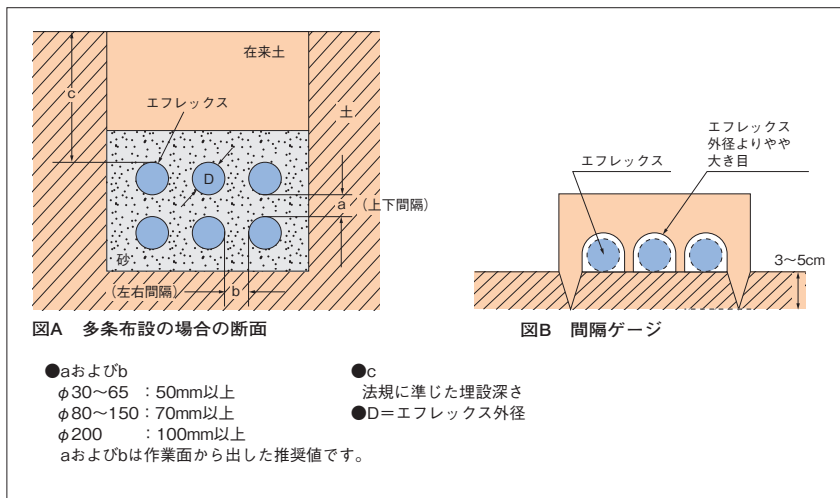 在来土
c
エフレックス
土
D
a
(上下間隔)
砂
(左右間隔)
b
図A 多条布設の場合の断面
エフレックス
エフレックス
外径よりやや
大き目
3〜5cm
図B 間隔ゲージ
●aおよびb
φ30〜65 :50mm以上
φ80〜150:70mm以上
φ200 :100mm以上
aおよびbは作業面から出した推奨値です。
●c
法規に準じた埋設深さ
●D=エフレックス外径